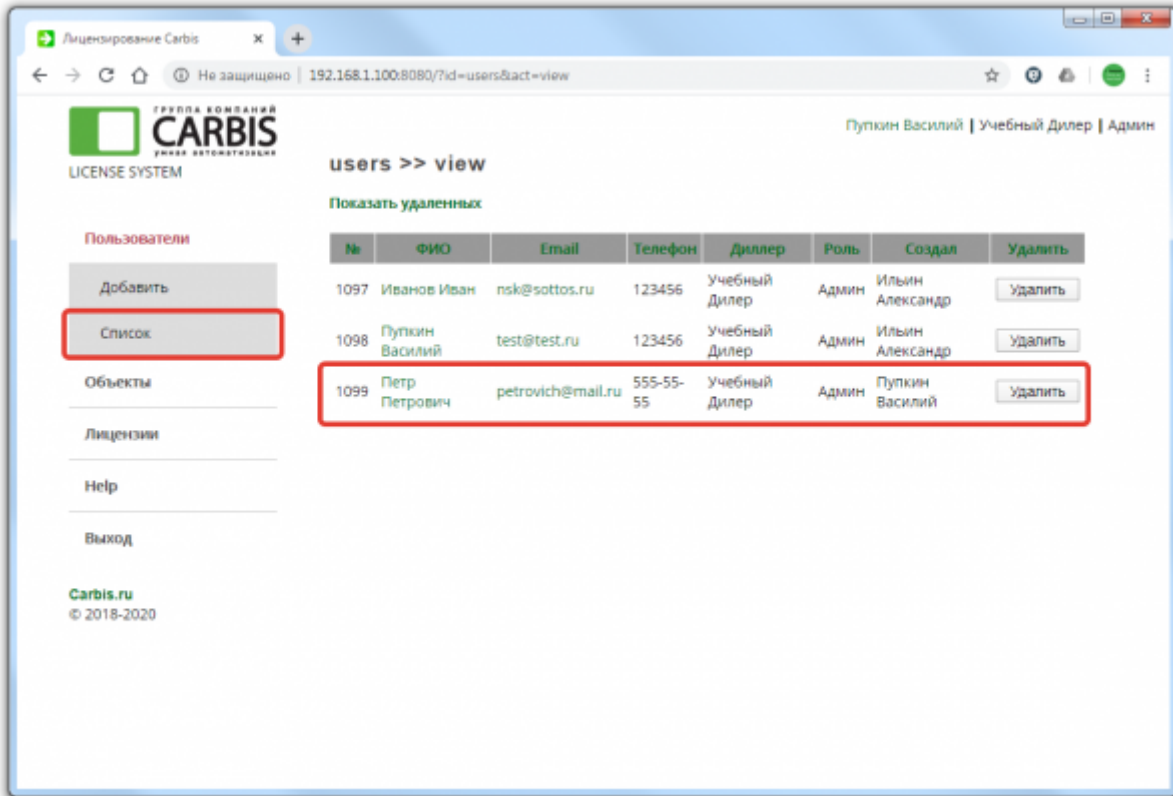 Лицензирование Carbis
Не защищено | 192.168.1.100:8080/?id=users&act=view
ГРУППА КОМПАНИЙ
CARBIS
умная автоматизация
LICENSE SYSTEM
Пупкин Василий | Учебный Дилер | Админ
users >> view
Показать удаленных
Пользователи
Добавить
Список
Объекты
Лицензии
Help
Выход
Carbis.ru
© 2018-2020
№ ФИО Email Телефон Диллер Роль Создал Удалить
1097 Иванов Иван nsk@sottos.ru 123456 Учебный Админ Ильин Удалить
Дилер Александр
1098 Пупкин test@test.ru 123456 Учебный Админ Ильин Удалить
Василий Дилер Александр
1099 Петр petrovich@mail.ru 555-55- Учебный Админ Пупкин Удалить
Петрович 55 Дилер Василий